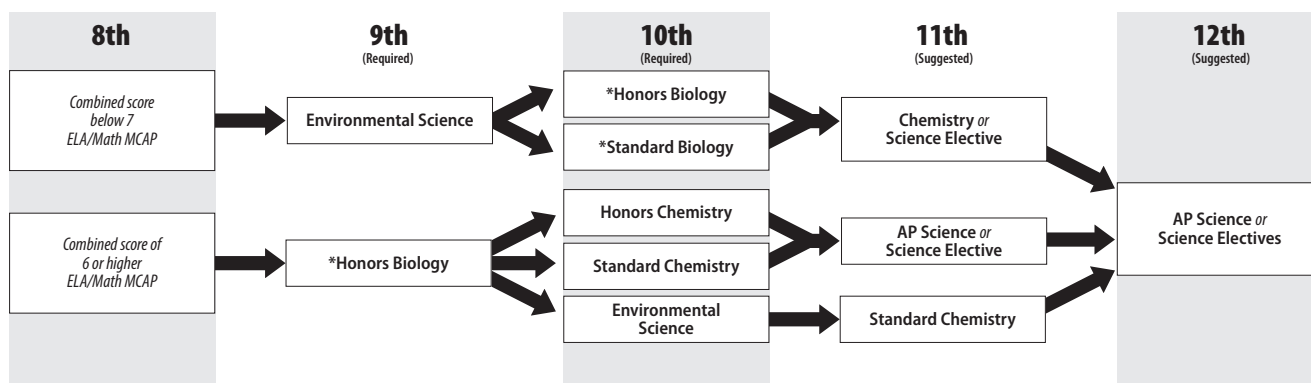 8th
9th
(Required)
10th
(Required)
11th
(Suggested)
12th
(Suggested)
Combined score
below 7
ELA/Math MCAP
Environmental Science
*Honors Biology
*Standard Biology
Chemistry or
Science Elective
Combined score of
6 or higher
ELA/Math MCAP
*Honors Biology
Honors Chemistry
Standard Chemistry
Environmental
Science
AP Science or
Science Elective
Standard Chemistry
AP Science or
Science Electives